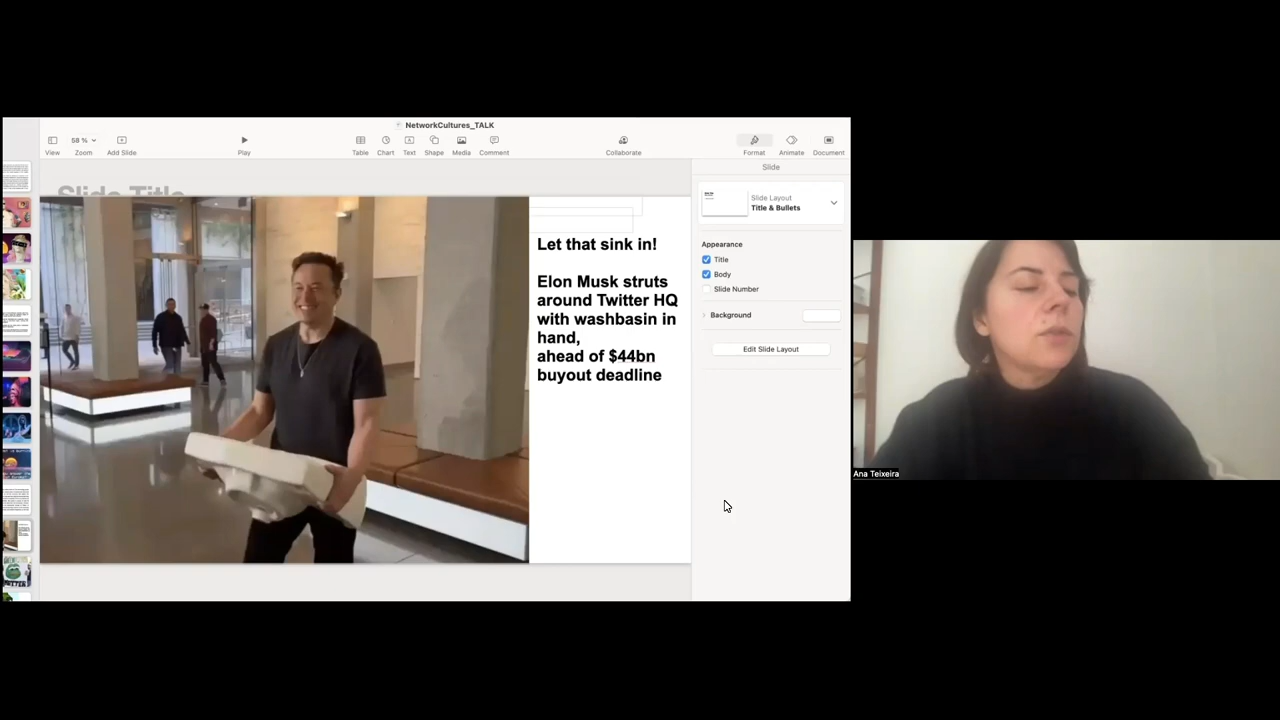 NetworkCultures_TALK
58 %
View
Zoom
Add Slide
Play
Table
Chart
Text
Shape
Media
Comment
Collaborate
Format
Animate
Document
Slide Title
Slide
Slide Layout
Title & Bullets
Appearance
Title
Body
Slide Number
Background
Edit Slide Layout
Let that sink in!
Elon Musk struts
around Twitter HQ
with washbasin in
hand,
ahead of $44bn
buyout deadline
Ana Teixeira